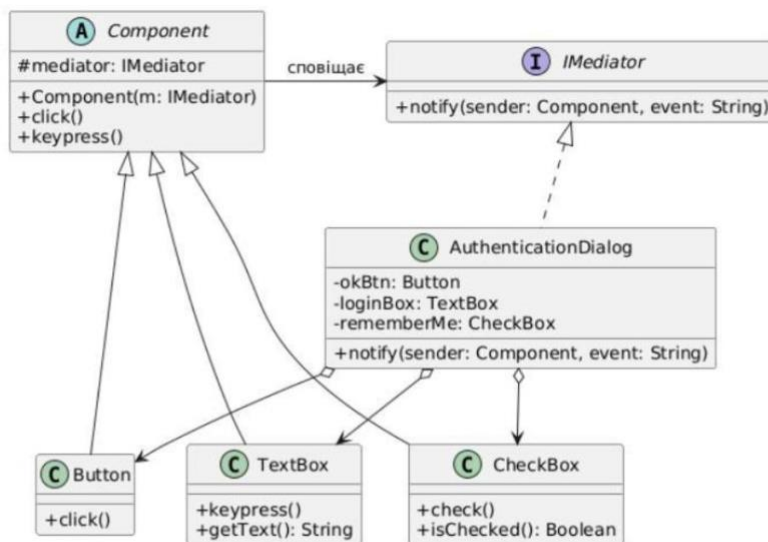 A Component
#mediator: IMediator
+Component(m: IMediator)
+click()
+keypress()
сповіщає
I IMediator
+notify(sender: Component, event: String)
C AuthenticationDialog
-okBtn: Button
-loginBox: TextBox
-rememberMe: CheckBox
+notify(sender: Component, event: String)
C Button
+click()
C TextBox
+keypress()
+getText(): String
C CheckBox
+check()
+isChecked(): Boolean